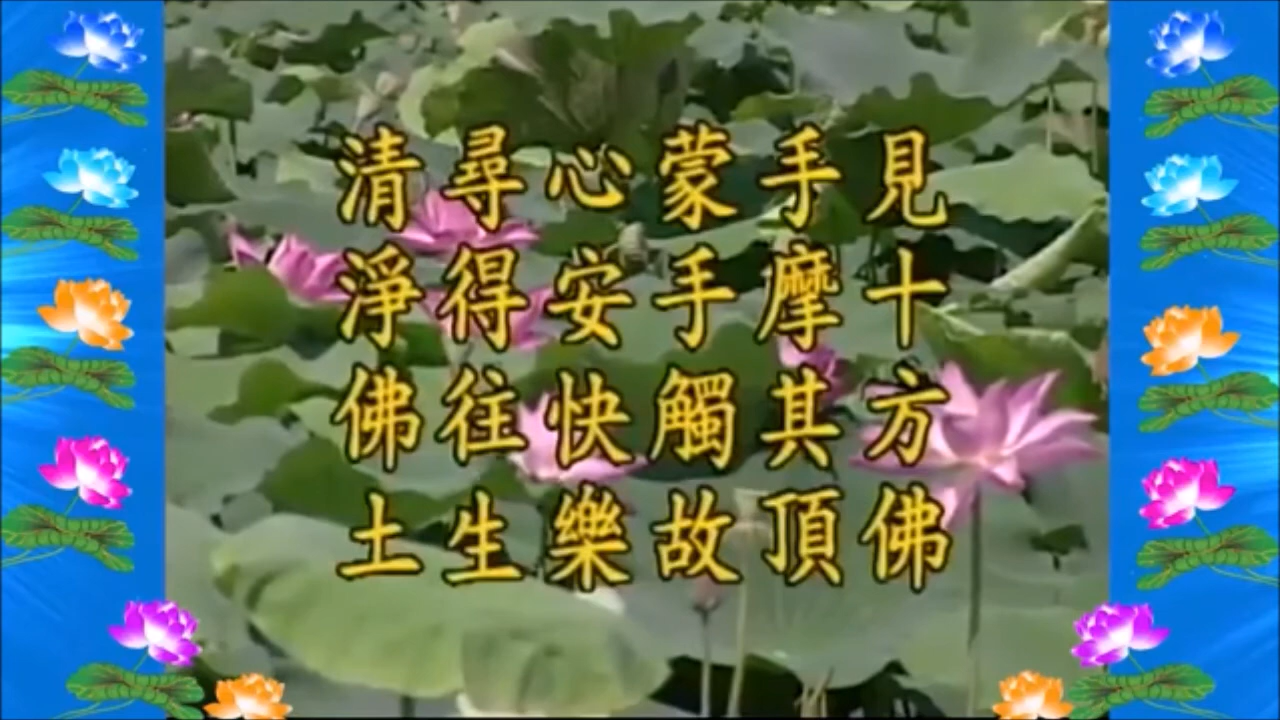 見十方佛
手摩其頂
蒙手觸故
心安快樂
尋得往生
清淨佛土